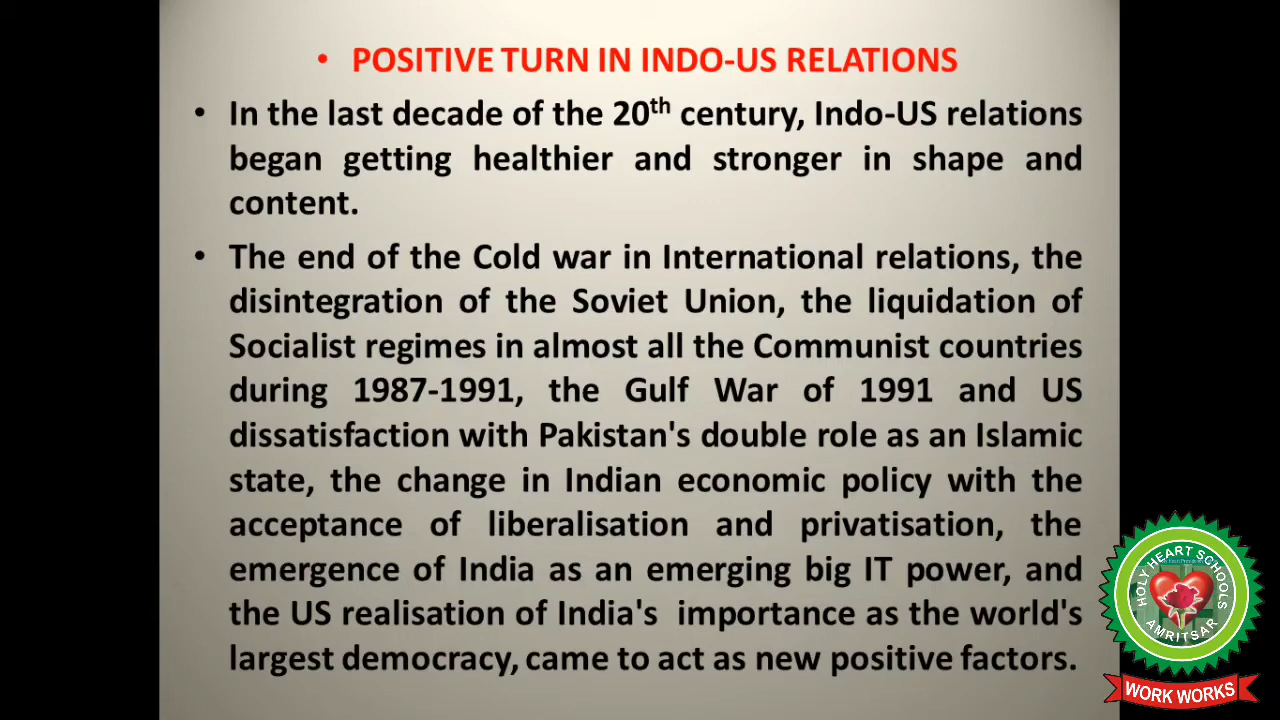 • POSITIVE TURN IN INDO-US RELATIONS
• In the last decade of the 20th century, Indo-US relations
began getting healthier and stronger in shape and
content.
• The end of the Cold war in International relations, the
disintegration of the Soviet Union, the liquidation of
Socialist regimes in almost all the Communist countries
during 1987-1991, the Gulf War of 1991 and US
dissatisfaction with Pakistan's double role as an Islamic
state, the change in Indian economic policy with the
acceptance of liberalisation and privatisation, the
emergence of India as an emerging big IT power, and
the US realisation of India's importance as the world's
largest democracy, came to act as new positive factors.
HOLY HEART SCHOOLS
AMRITSAR
WORK WORKS